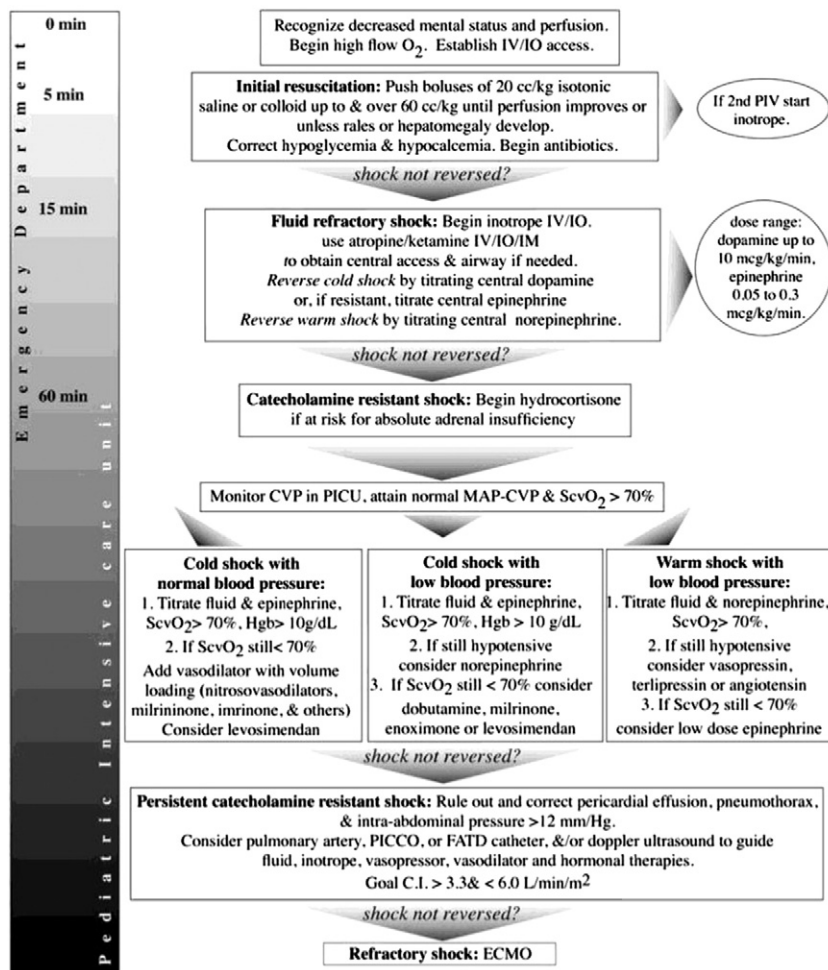 0 min
5 min
15 min
60 min
Emergency Department
Pediatric Intensive care unit
Recognize decreased mental status and perfusion.
Begin high flow O2. Establish IV/IO access.
Initial resuscitation: Push boluses of 20 cc/kg isotonic
saline or colloid up to & over 60 cc/kg until perfusion improves or
unless rales or hepatomegaly develop.
Correct hypoglycemia & hypocalcemia. Begin antibiotics.
If 2nd PIV start
inotrope.
shock not reversed?
Fluid refractory shock: Begin inotrope IV/IO.
use atropine/ketamine IV/IO/IM
to obtain central access & airway if needed.
Reverse cold shock by titrating central dopamine
or, if resistant, titrate central epinephrine
Reverse warm shock by titrating central norepinephrine.
dose range:
dopamine up to
10 mcg/kg/min,
epinephrine
0.05 to 0.3
mcg/kg/min.
shock not reversed?
Catecholamine resistant shock: Begin hydrocortisone
if at risk for absolute adrenal insufficiency
Monitor CVP in PICU, attain normal MAP-CVP & ScvO2 > 70%
Cold shock with
normal blood pressure:
1. Titrate fluid & epinephrine,
ScvO2> 70%, Hgb> 10g/dL
2. If ScvO2 still< 70%
Add vasodilator with volume
loading (nitrosovasodilators,
milrininone, imrinone, & others)
Consider levosimendan
Cold shock with
low blood pressure:
1. Titrate fluid & epinephrine,
ScvO2> 70%, Hgb > 10 g/dL
2. If still hypotensive
consider norepinephrine
3. If ScvO2 still < 70% consider
dobutamine, milrinone,
enoximone or levosimendan
Warm shock with
low blood pressure:
1. Titrate fluid & norepinephrine,
ScvO2> 70%,
2. If still hypotensive
consider vasopressin,
terlipressin or angiotensin
3. If ScvO2 still < 70%
consider low dose epinephrine
shock not reversed?
Persistent catecholamine resistant shock: Rule out and correct pericardial effusion, pneumothorax,
& intra-abdominal pressure >12 mm/Hg.
Consider pulmonary artery, PICCO, or FATD catheter, &/or doppler ultrasound to guide
fluid, inotrope, vasopressor, vasodilator and hormonal therapies.
Goal C.I. > 3.3& < 6.0 L/min/m2
shock not reversed?
Refractory shock: ECMO